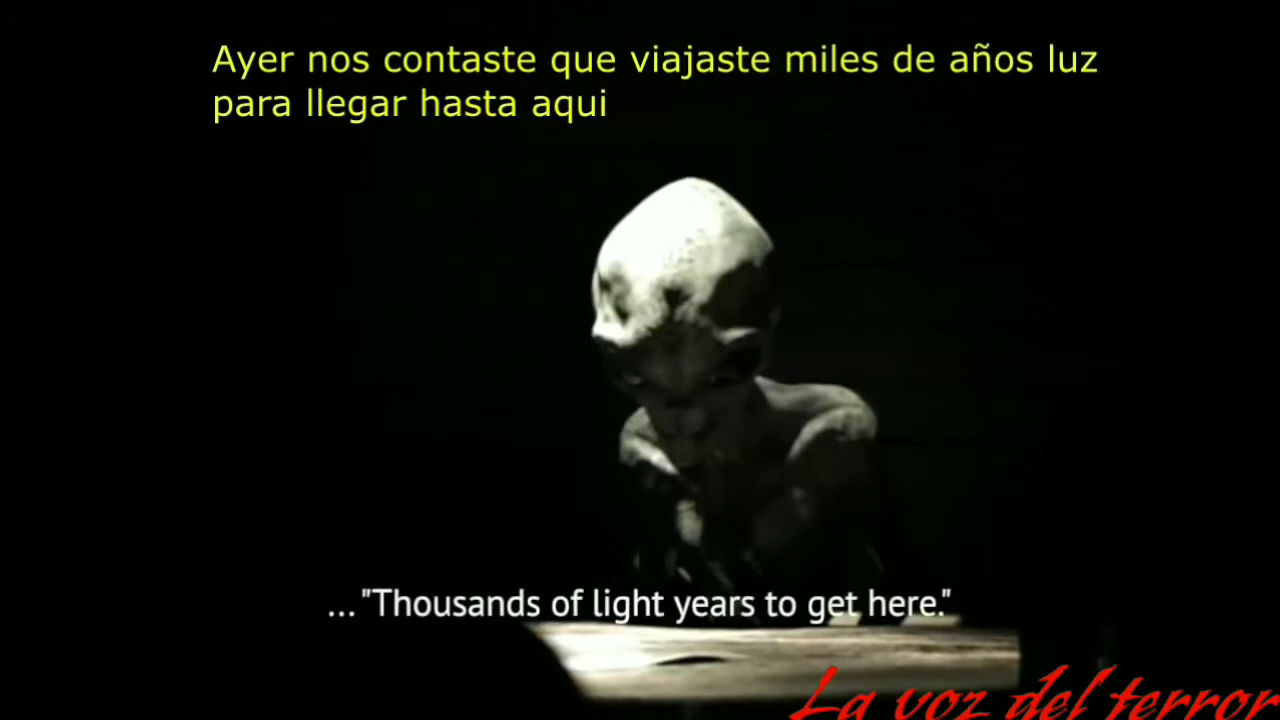 Ayer nos contaste que viajaste miles de años luz
para llegar hasta aqui
... "Thousands of light years to get here."
La voz del terror